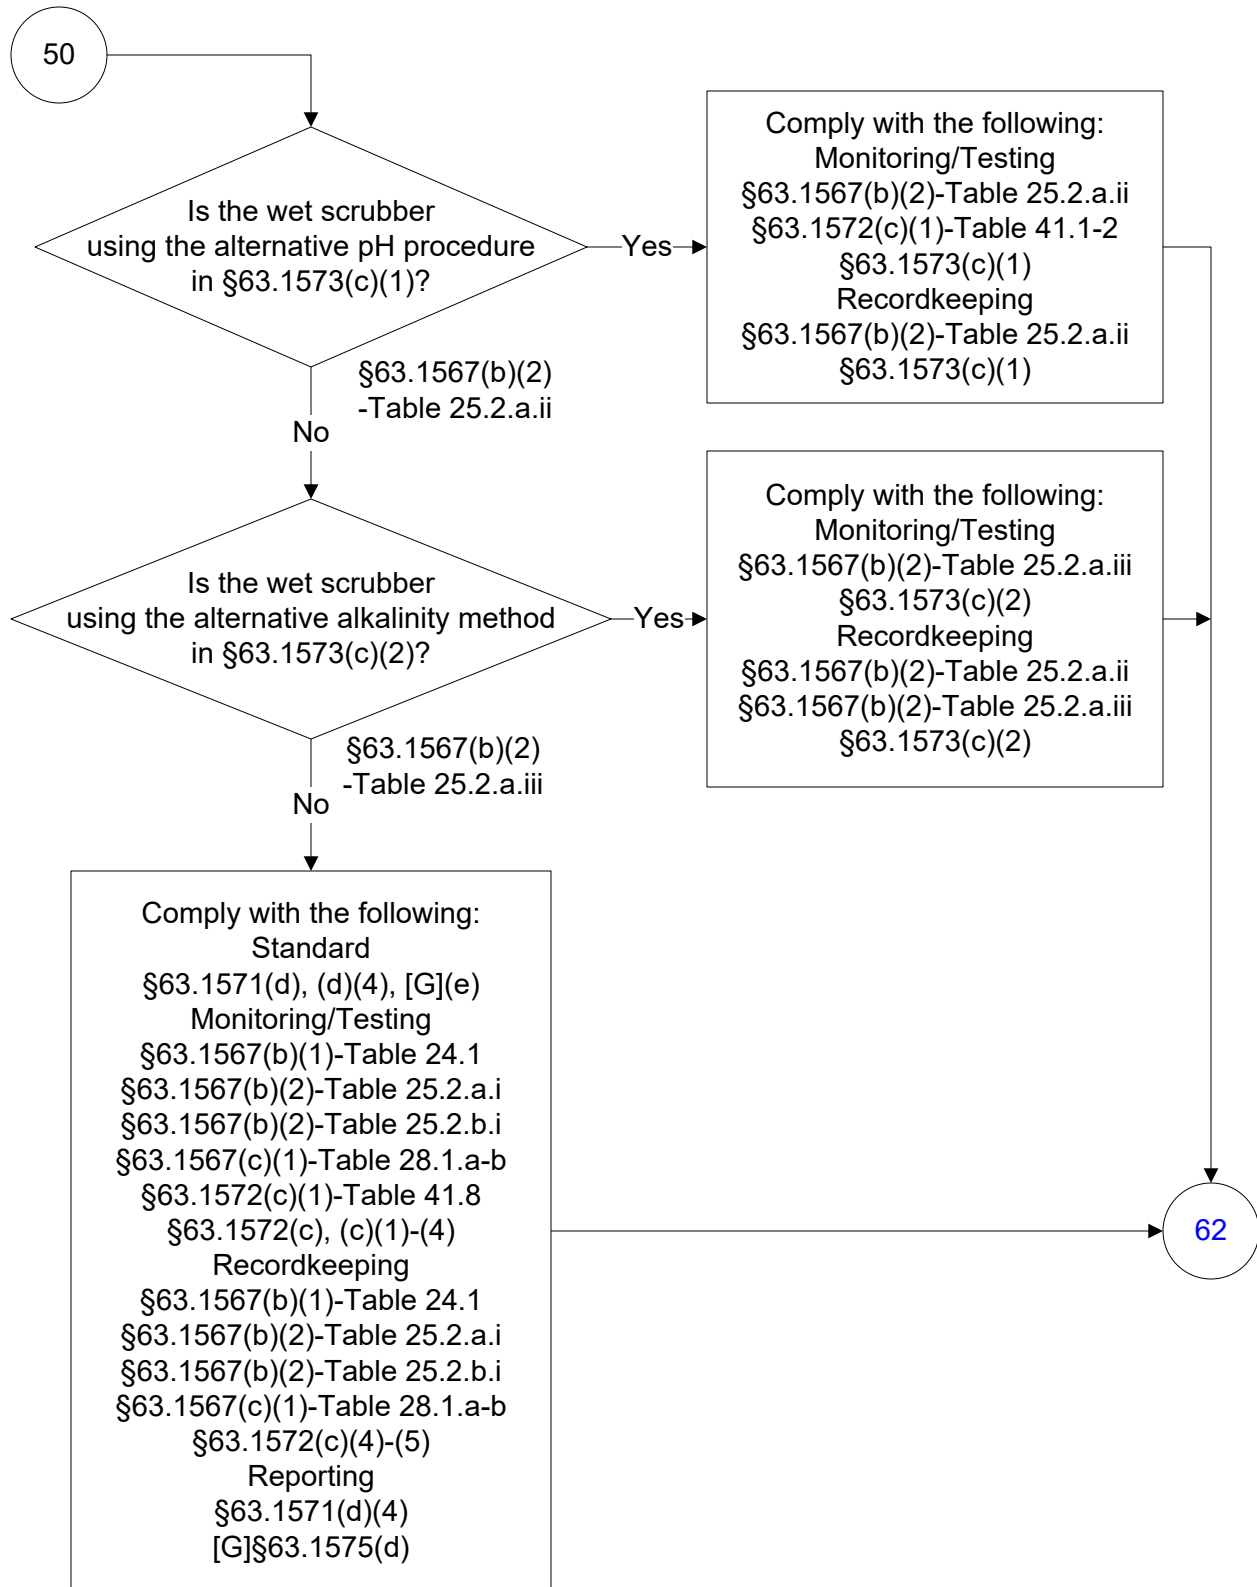 50
Is the wet scrubber
using the alternative pH procedure
in §63.1573(c)(1)?
Yes
Comply with the following:
Monitoring/Testing
§63.1567(b)(2)-Table 25.2.a.ii
§63.1572(c)(1)-Table 41.1-2
§63.1573(c)(1)
Recordkeeping
§63.1567(b)(2)-Table 25.2.a.ii
§63.1573(c)(1)
§63.1567(b)(2)
-Table 25.2.a.ii
No
Is the wet scrubber
using the alternative alkalinity method
in §63.1573(c)(2)?
Yes
Comply with the following:
Monitoring/Testing
§63.1567(b)(2)-Table 25.2.a.iii
§63.1573(c)(2)
Recordkeeping
§63.1567(b)(2)-Table 25.2.a.ii
§63.1567(b)(2)-Table 25.2.a.iii
§63.1573(c)(2)
§63.1567(b)(2)
-Table 25.2.a.iii
No
Comply with the following:
Standard
§63.1571(d), (d)(4), [G](e)
Monitoring/Testing
§63.1567(b)(1)-Table 24.1
§63.1567(b)(2)-Table 25.2.a.i
§63.1567(b)(2)-Table 25.2.b.i
§63.1567(c)(1)-Table 28.1.a-b
§63.1572(c)(1)-Table 41.8
§63.1572(c), (c)(1)-(4)
Recordkeeping
§63.1567(b)(1)-Table 24.1
§63.1567(b)(2)-Table 25.2.a.i
§63.1567(b)(2)-Table 25.2.b.i
§63.1567(c)(1)-Table 28.1.a-b
§63.1572(c)(4)-(5)
Reporting
§63.1571(d)(4)
[G]§63.1575(d)
62